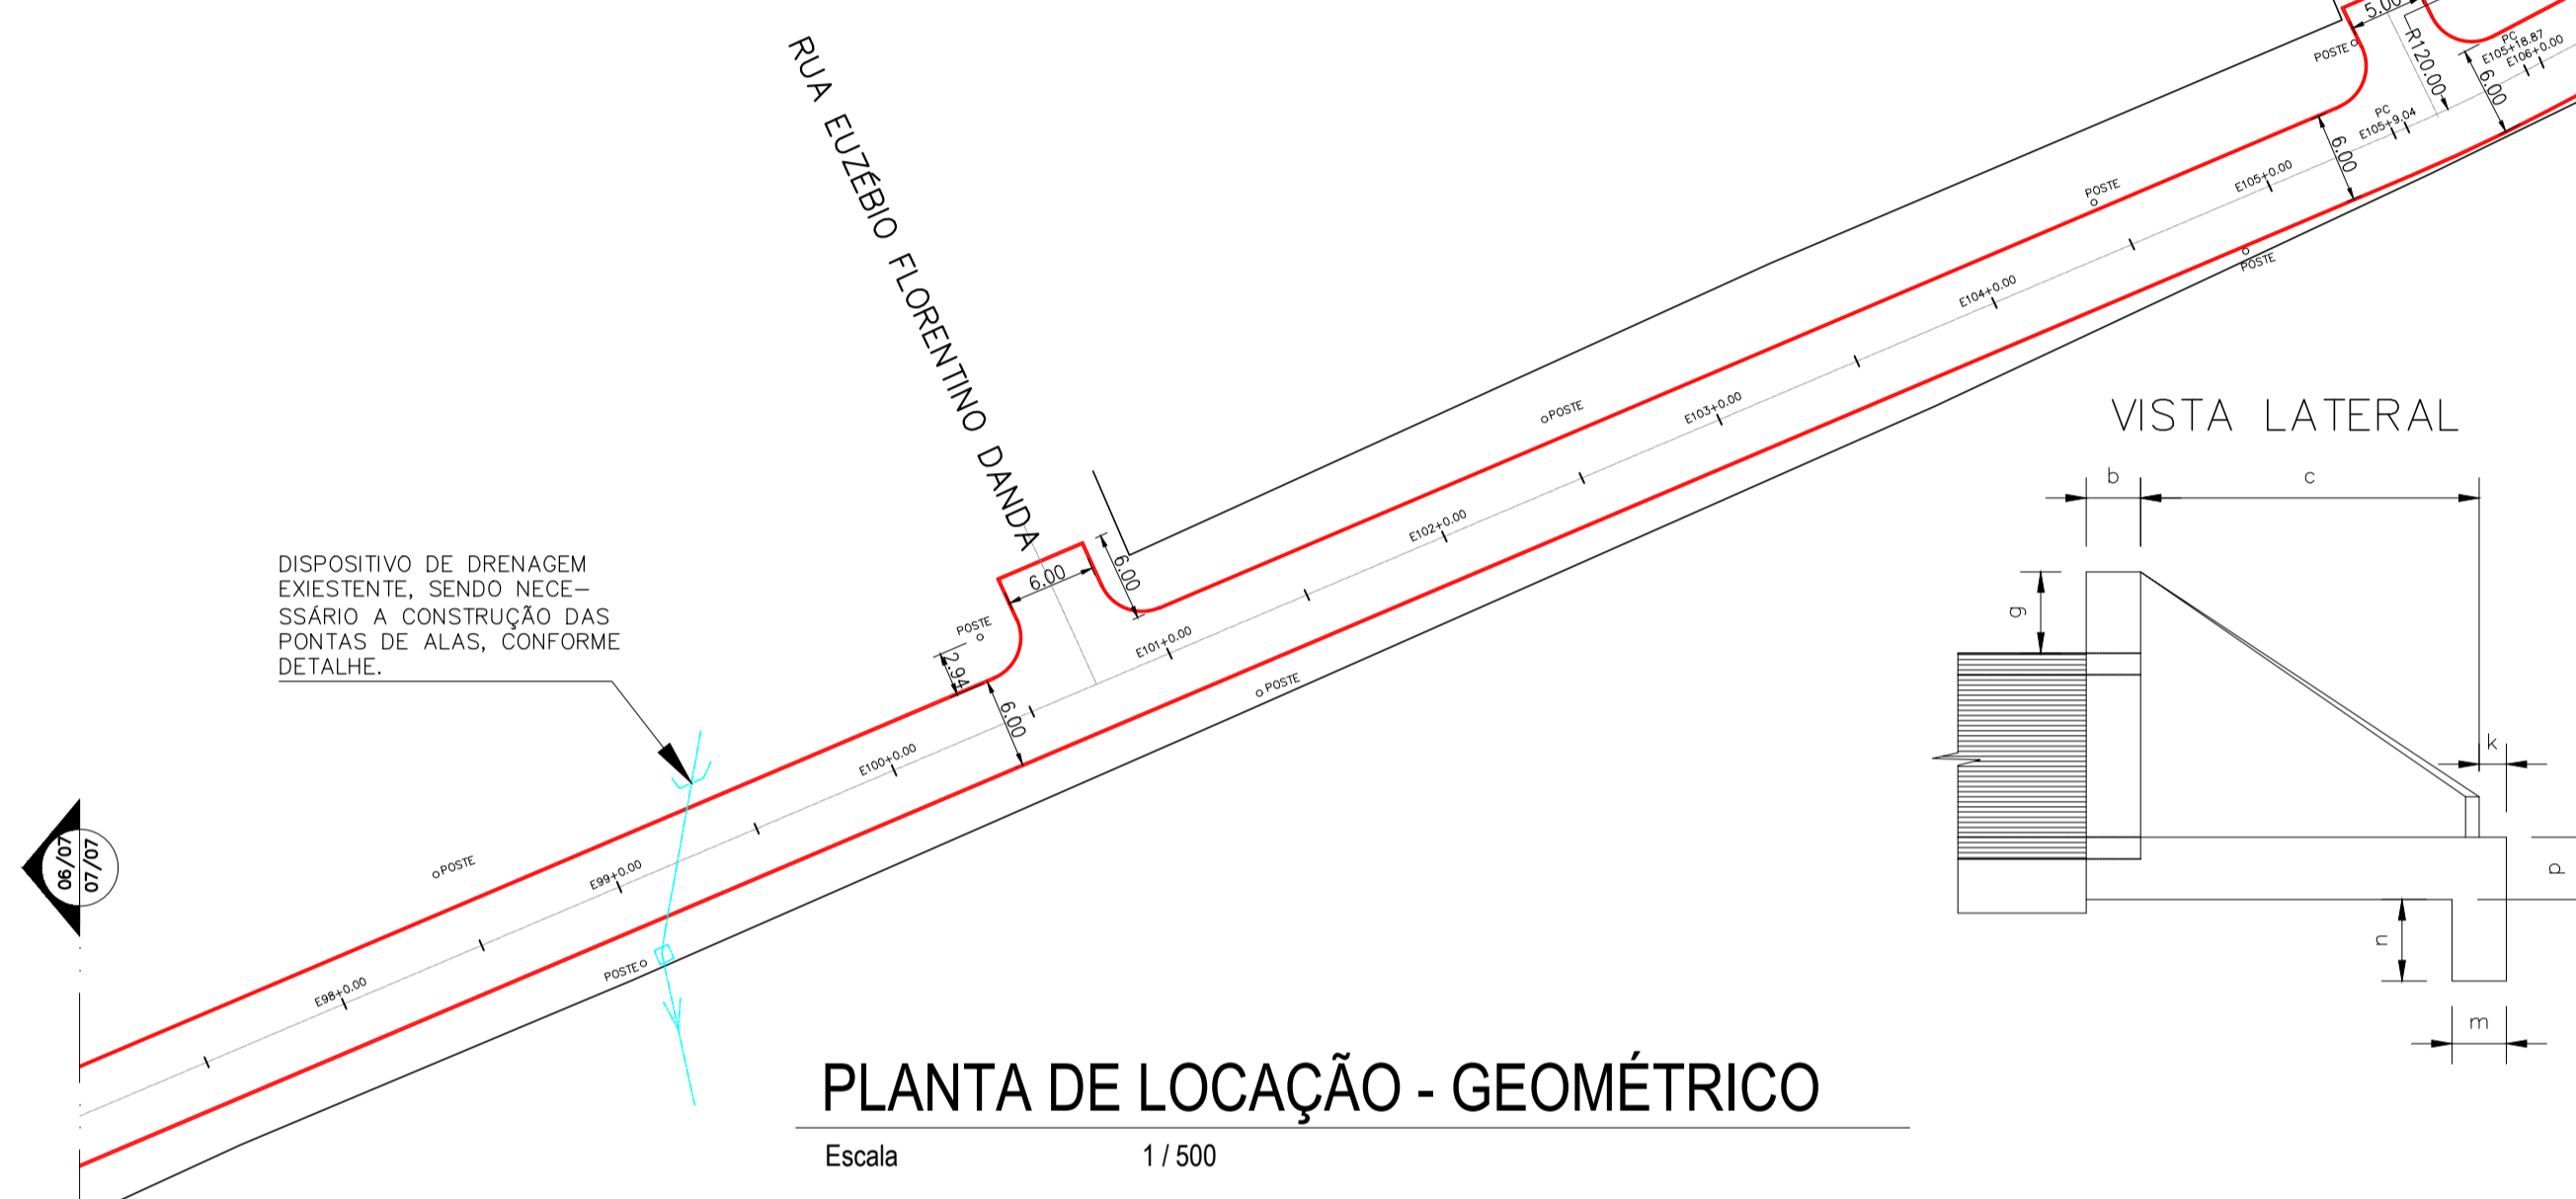 RUA EUZÉBIO FLORENTINO DANDA
DISPOSITIVO DE DRENAGEM
EXIESTENTE, SENDO NECE-
SSÁRIO A CONSTRUÇÃO DAS
PONTAS DE ALAS, CONFORME
DETALHE.
06/07
07/07
POSTE
E98+0.00
E99+0.00
POSTE
E100+0.00
2.94
POSTE
6.00
6.00
6.00
E101+0.00
POSTE
E102+0.00
POSTE
E103+0.00
E104+0.00
POSTE
POSTE
E105+0.00
6.00
PC
E105+9.04
POSTE
5.00
R120.00
6.00
PC
E105+18.87
E106+0.00
VISTA LATERAL
b
c
g
k
p
n
m
PLANTA DE LOCAÇÃO - GEOMÉTRICO
Escala 1 / 500